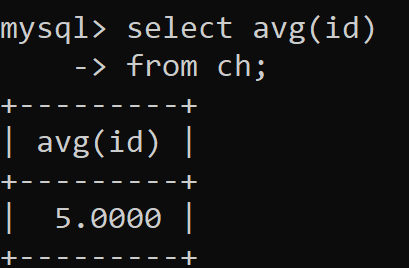 mysql> select avg(id)
    -> from ch;
+---------+
| avg(id) |
+---------+
|  5.0000 |
+---------+